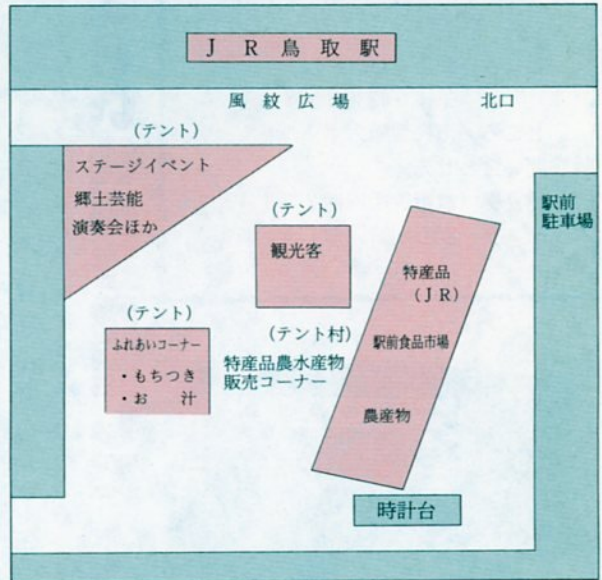 JR鳥取駅
風紋広場
北口
(テント)
ステージイベント
郷土芸能
演奏会ほか
(テント)
観光客
駅前
駐車場
特産品
(JR)
駅前食品市場
農産物
(テント)
ふれあいコーナー
・もちつき
・お汁
(テント村)
特産品農水産物
販売コーナー
時計台